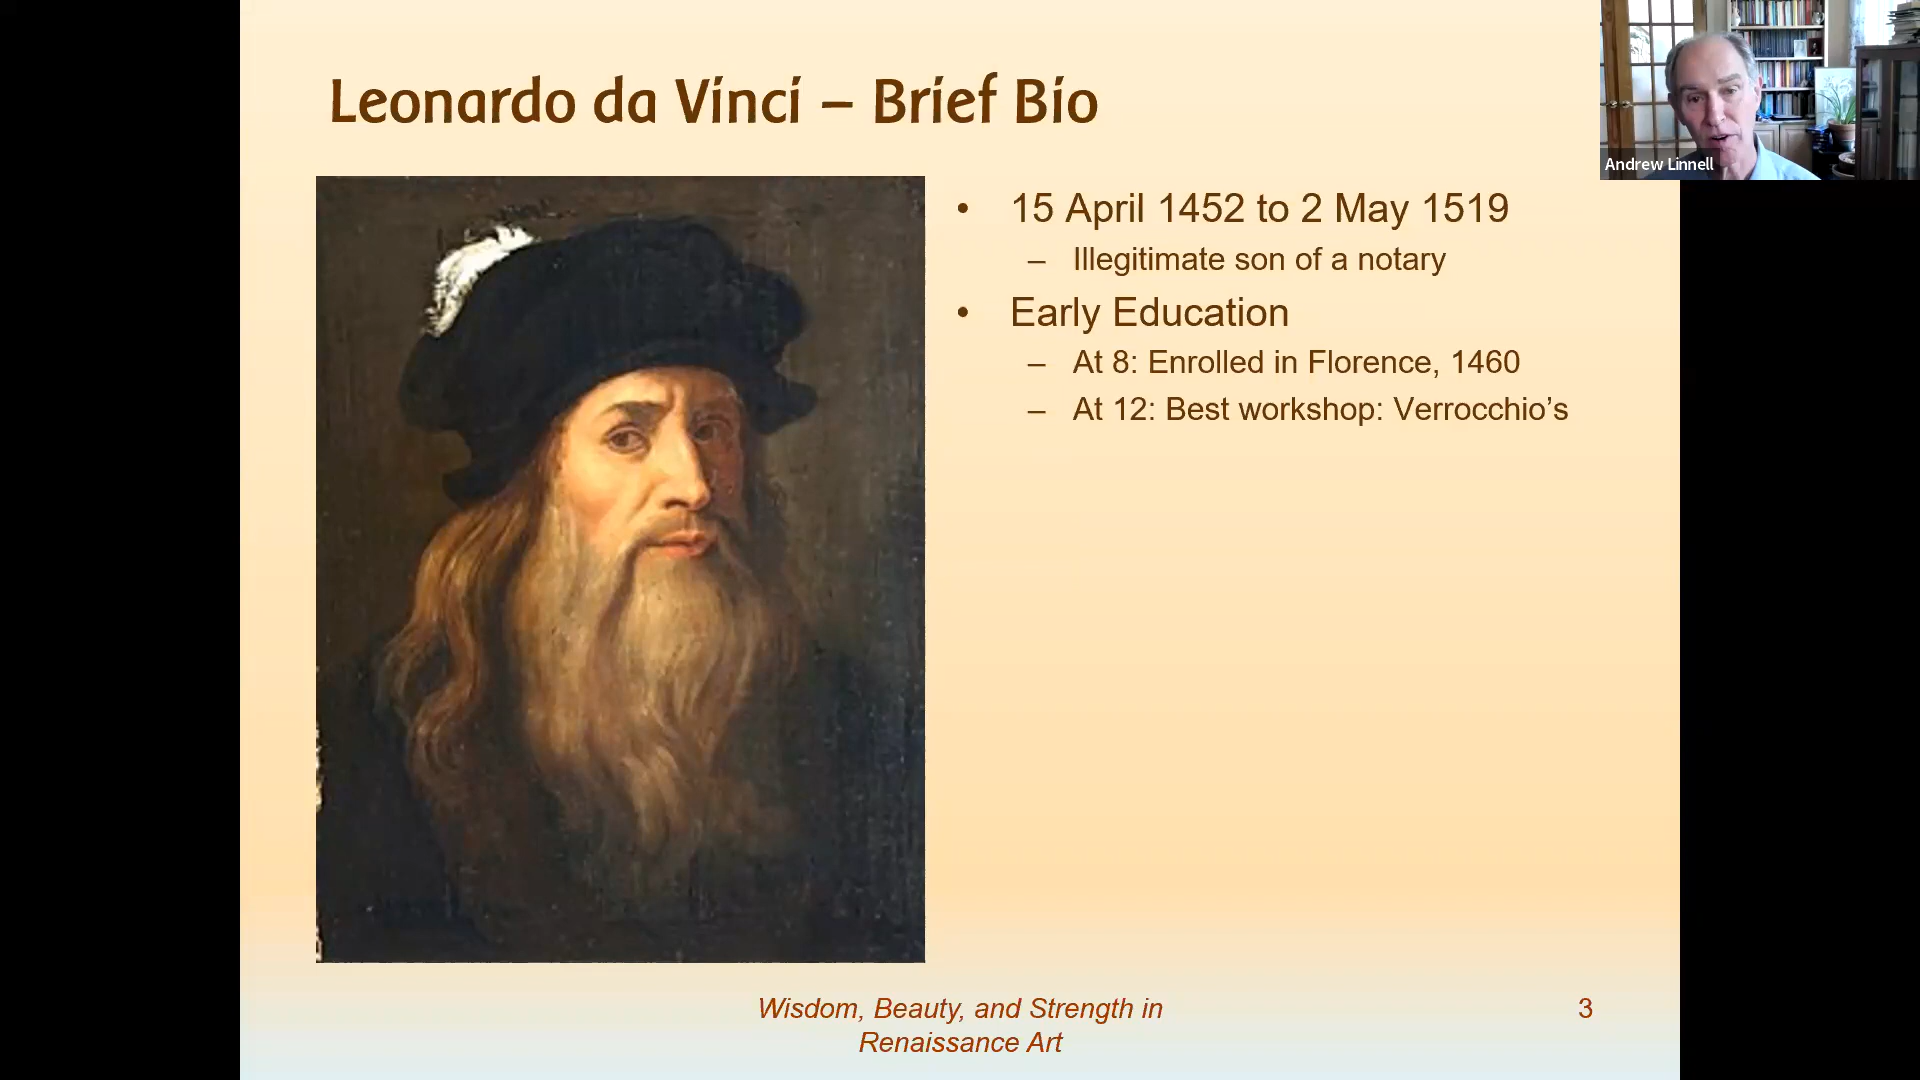 Leonardo da Vinci – Brief Bio
Andrew Linnell
• 15 April 1452 to 2 May 1519
– Illegitimate son of a notary
• Early Education
– At 8: Enrolled in Florence, 1460
– At 12: Best workshop: Verrocchio’s
Wisdom, Beauty, and Strength in
Renaissance Art
3